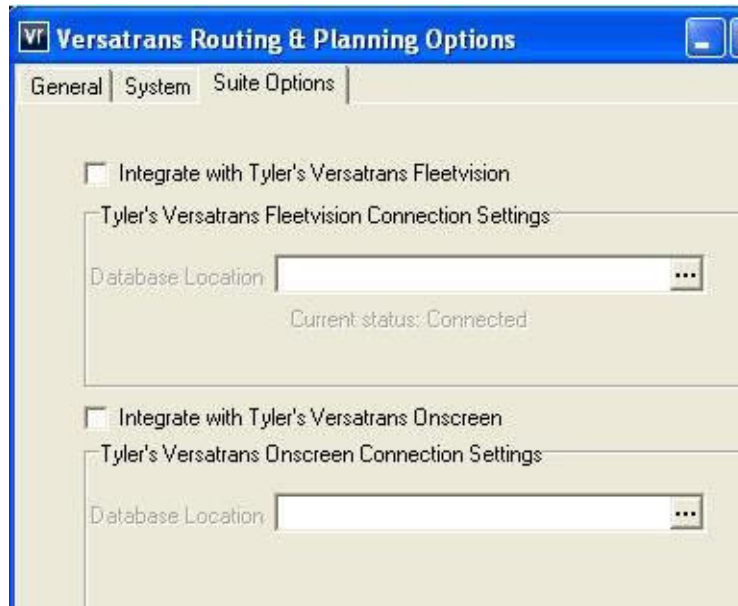 Vr Versatrans Routing & Planning Options
General System Suite Options
Integrate with Tyler's Versatrans Fleetvision
Tyler's Versatrans Fleetvision Connection Settings
Database Location ...
Current status: Connected
Integrate with Tyler's Versatrans Onscreen
Tyler's Versatrans Onscreen Connection Settings
Database Location ...